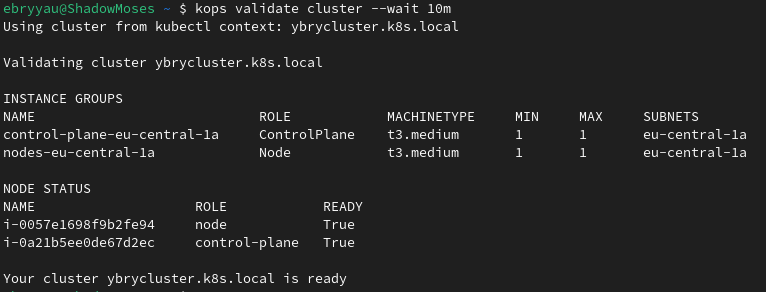 ebryyau@ShadowMoses ~ $ kops validate cluster --wait 10m
Using cluster from kubectl context: ybrycluster.k8s.local
Validating cluster ybrycluster.k8s.local
INSTANCE GROUPS
NAME ROLE MACHINETYPE MIN MAX SUBNETS
control-plane-eu-central-1a ControlPlane t3.medium 1 1 eu-central-1a
nodes-eu-central-1a Node t3.medium 1 1 eu-central-1a
NODE STATUS
NAME ROLE READY
i-0057e1698f9b2fe94 node True
i-0a21b5ee0de67d2ec control-plane True
Your cluster ybrycluster.k8s.local is ready